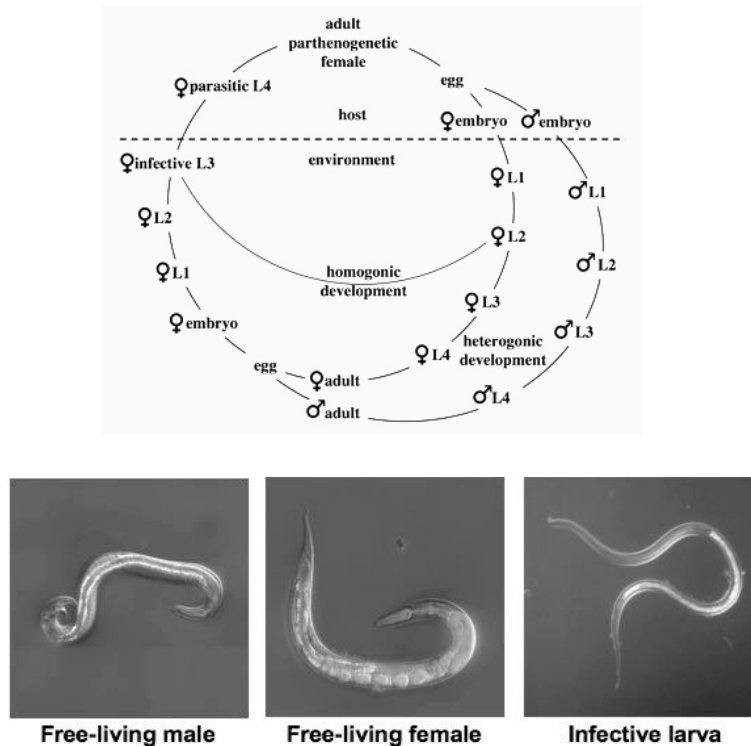 adult
parthenogenetic
female
egg
♀parasitic L4
host
♀embryo ♂embryo
♀infective L3
environment
♀L1
♂L1
♀L2
♀L2
♂L2
♀L1
homogonic
development
♀L3
♀embryo
♂L3
heterogonic
development
♀L4
egg
♀adult
♂L4
♂adult
Free-living male
Free-living female
Infective larva